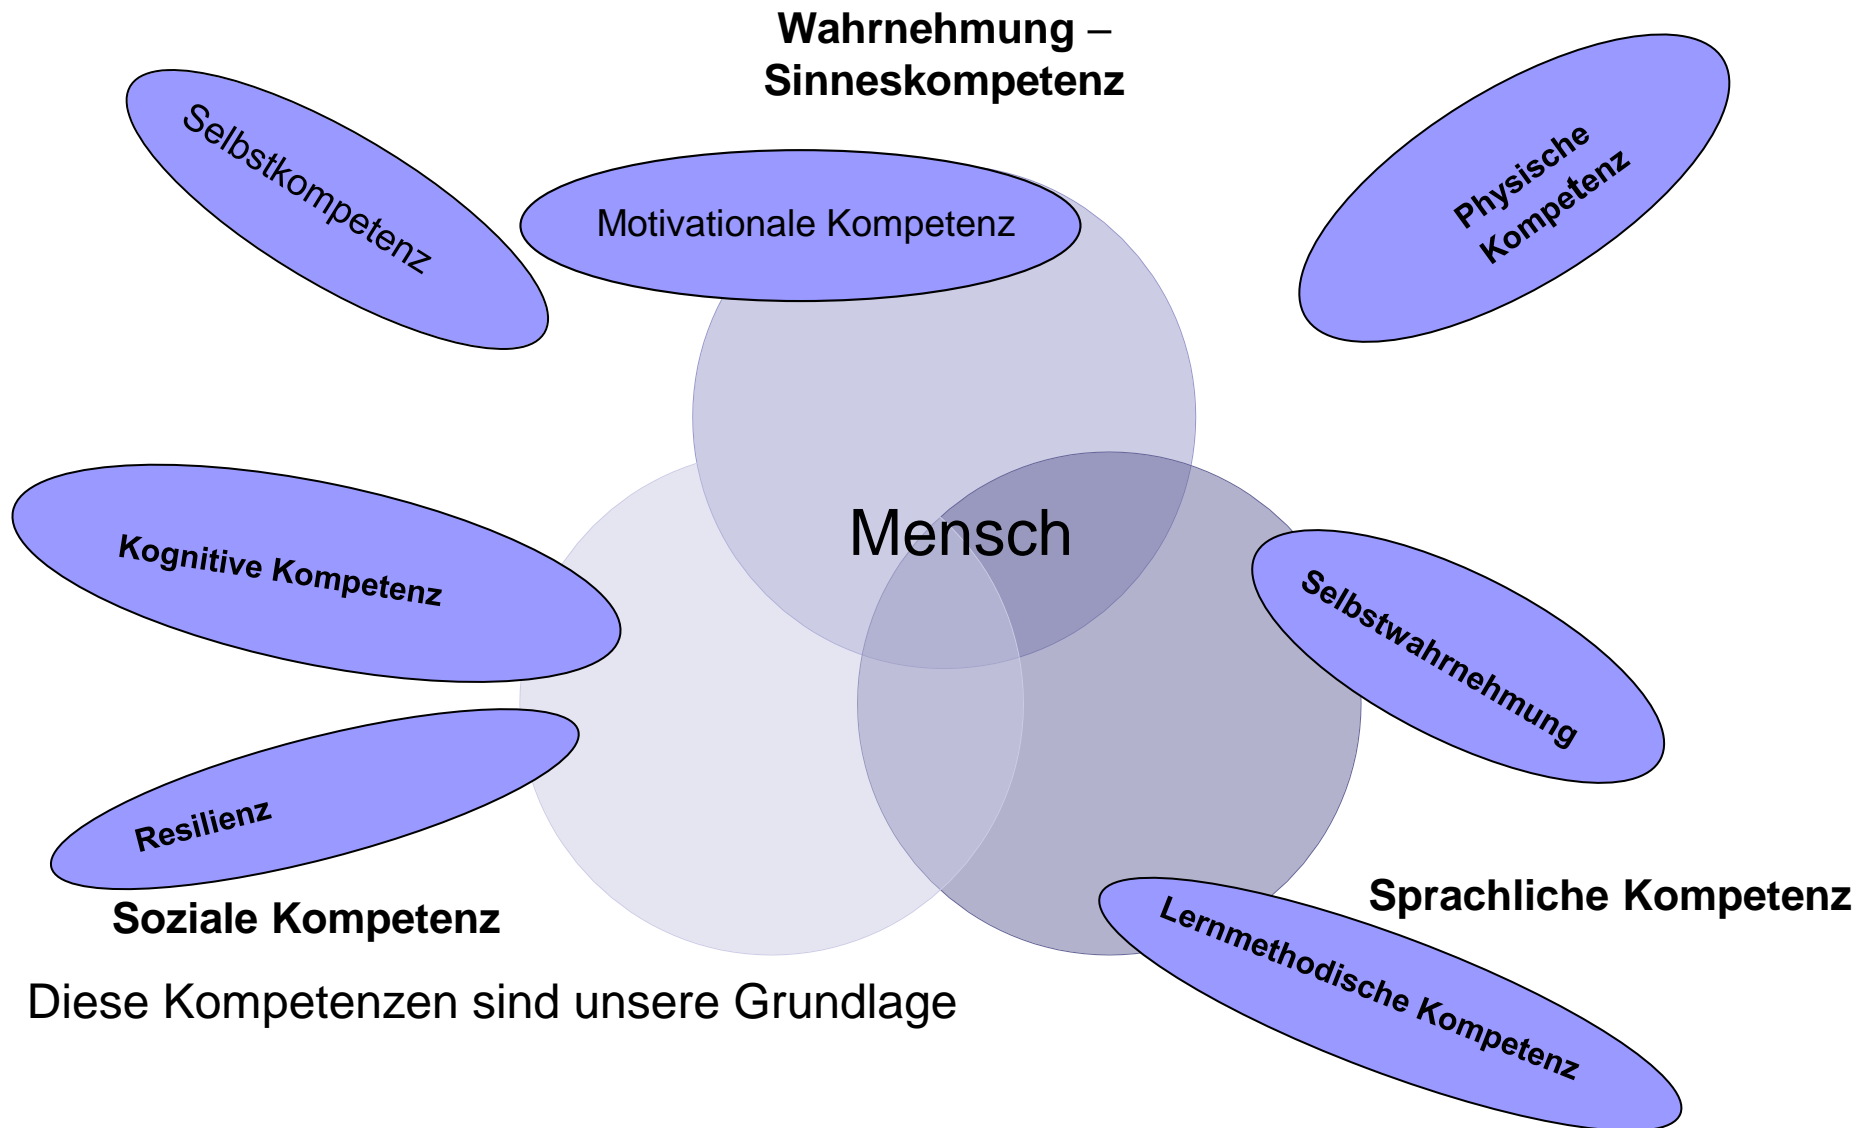 Wahrnehmung –
Sinneskompetenz
Selbstkompetenz
Motivationale Kompetenz
Physische
Kompetenz
Mensch
Kognitive Kompetenz
Selbstwahrnehmung
Resilienz
Soziale Kompetenz
Sprachliche Kompetenz
Lernmethodische Kompetenz
Diese Kompetenzen sind unsere Grundlage